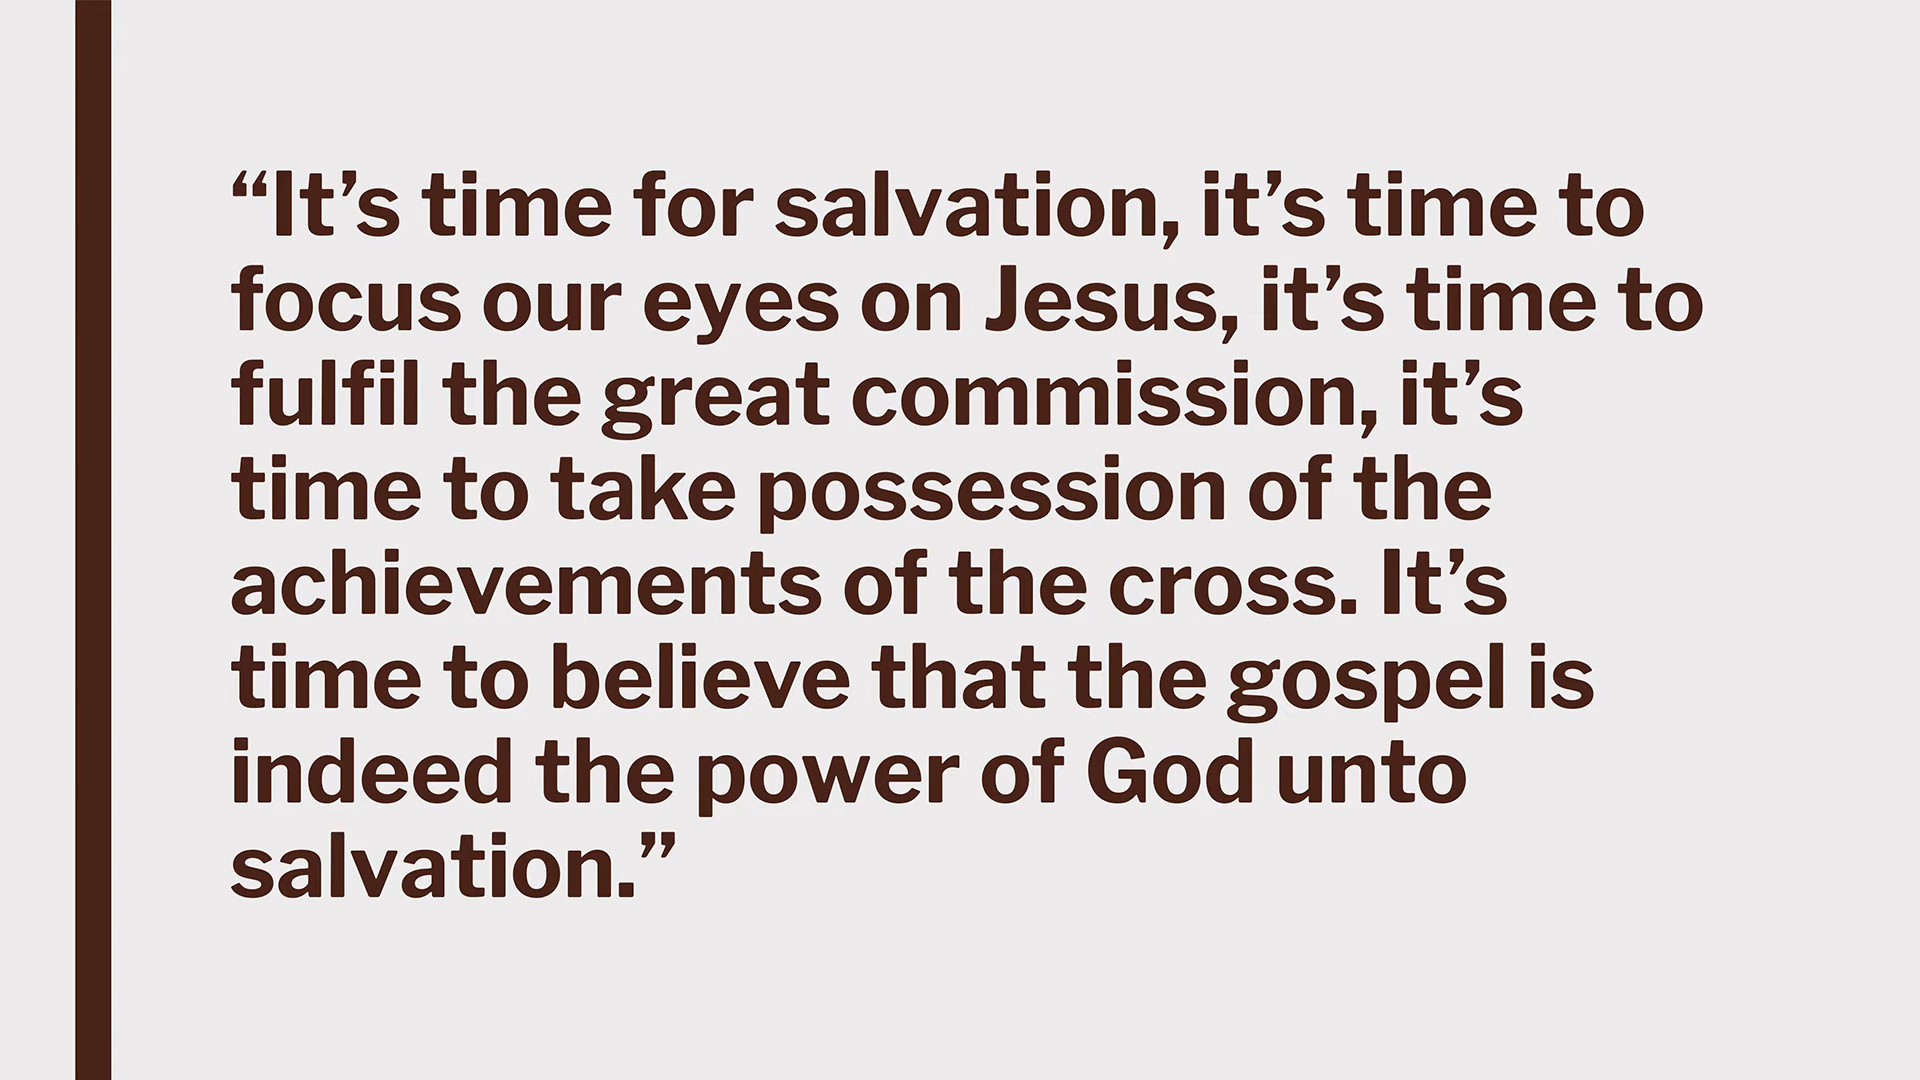 “It’s time for salvation, it’s time to
focus our eyes on Jesus, it’s time to
fulfil the great commission, it’s
time to take possession of the
achievements of the cross. It’s
time to believe that the gospel is
indeed the power of God unto
salvation.”